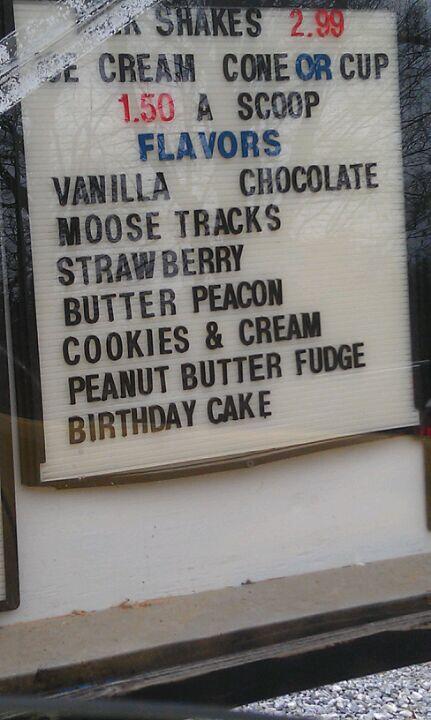 SHAKES 2.99
CREAM CONE OR CUP
1.50 A SCOOP
FLAVORS
VANILLA CHOCOLATE
MOOSE TRACKS
STRAWBERRY
BUTTER PEACON
COOKIES & CREAM
PEANUT BUTTER FUDGE
BIRTHDAY CAKE